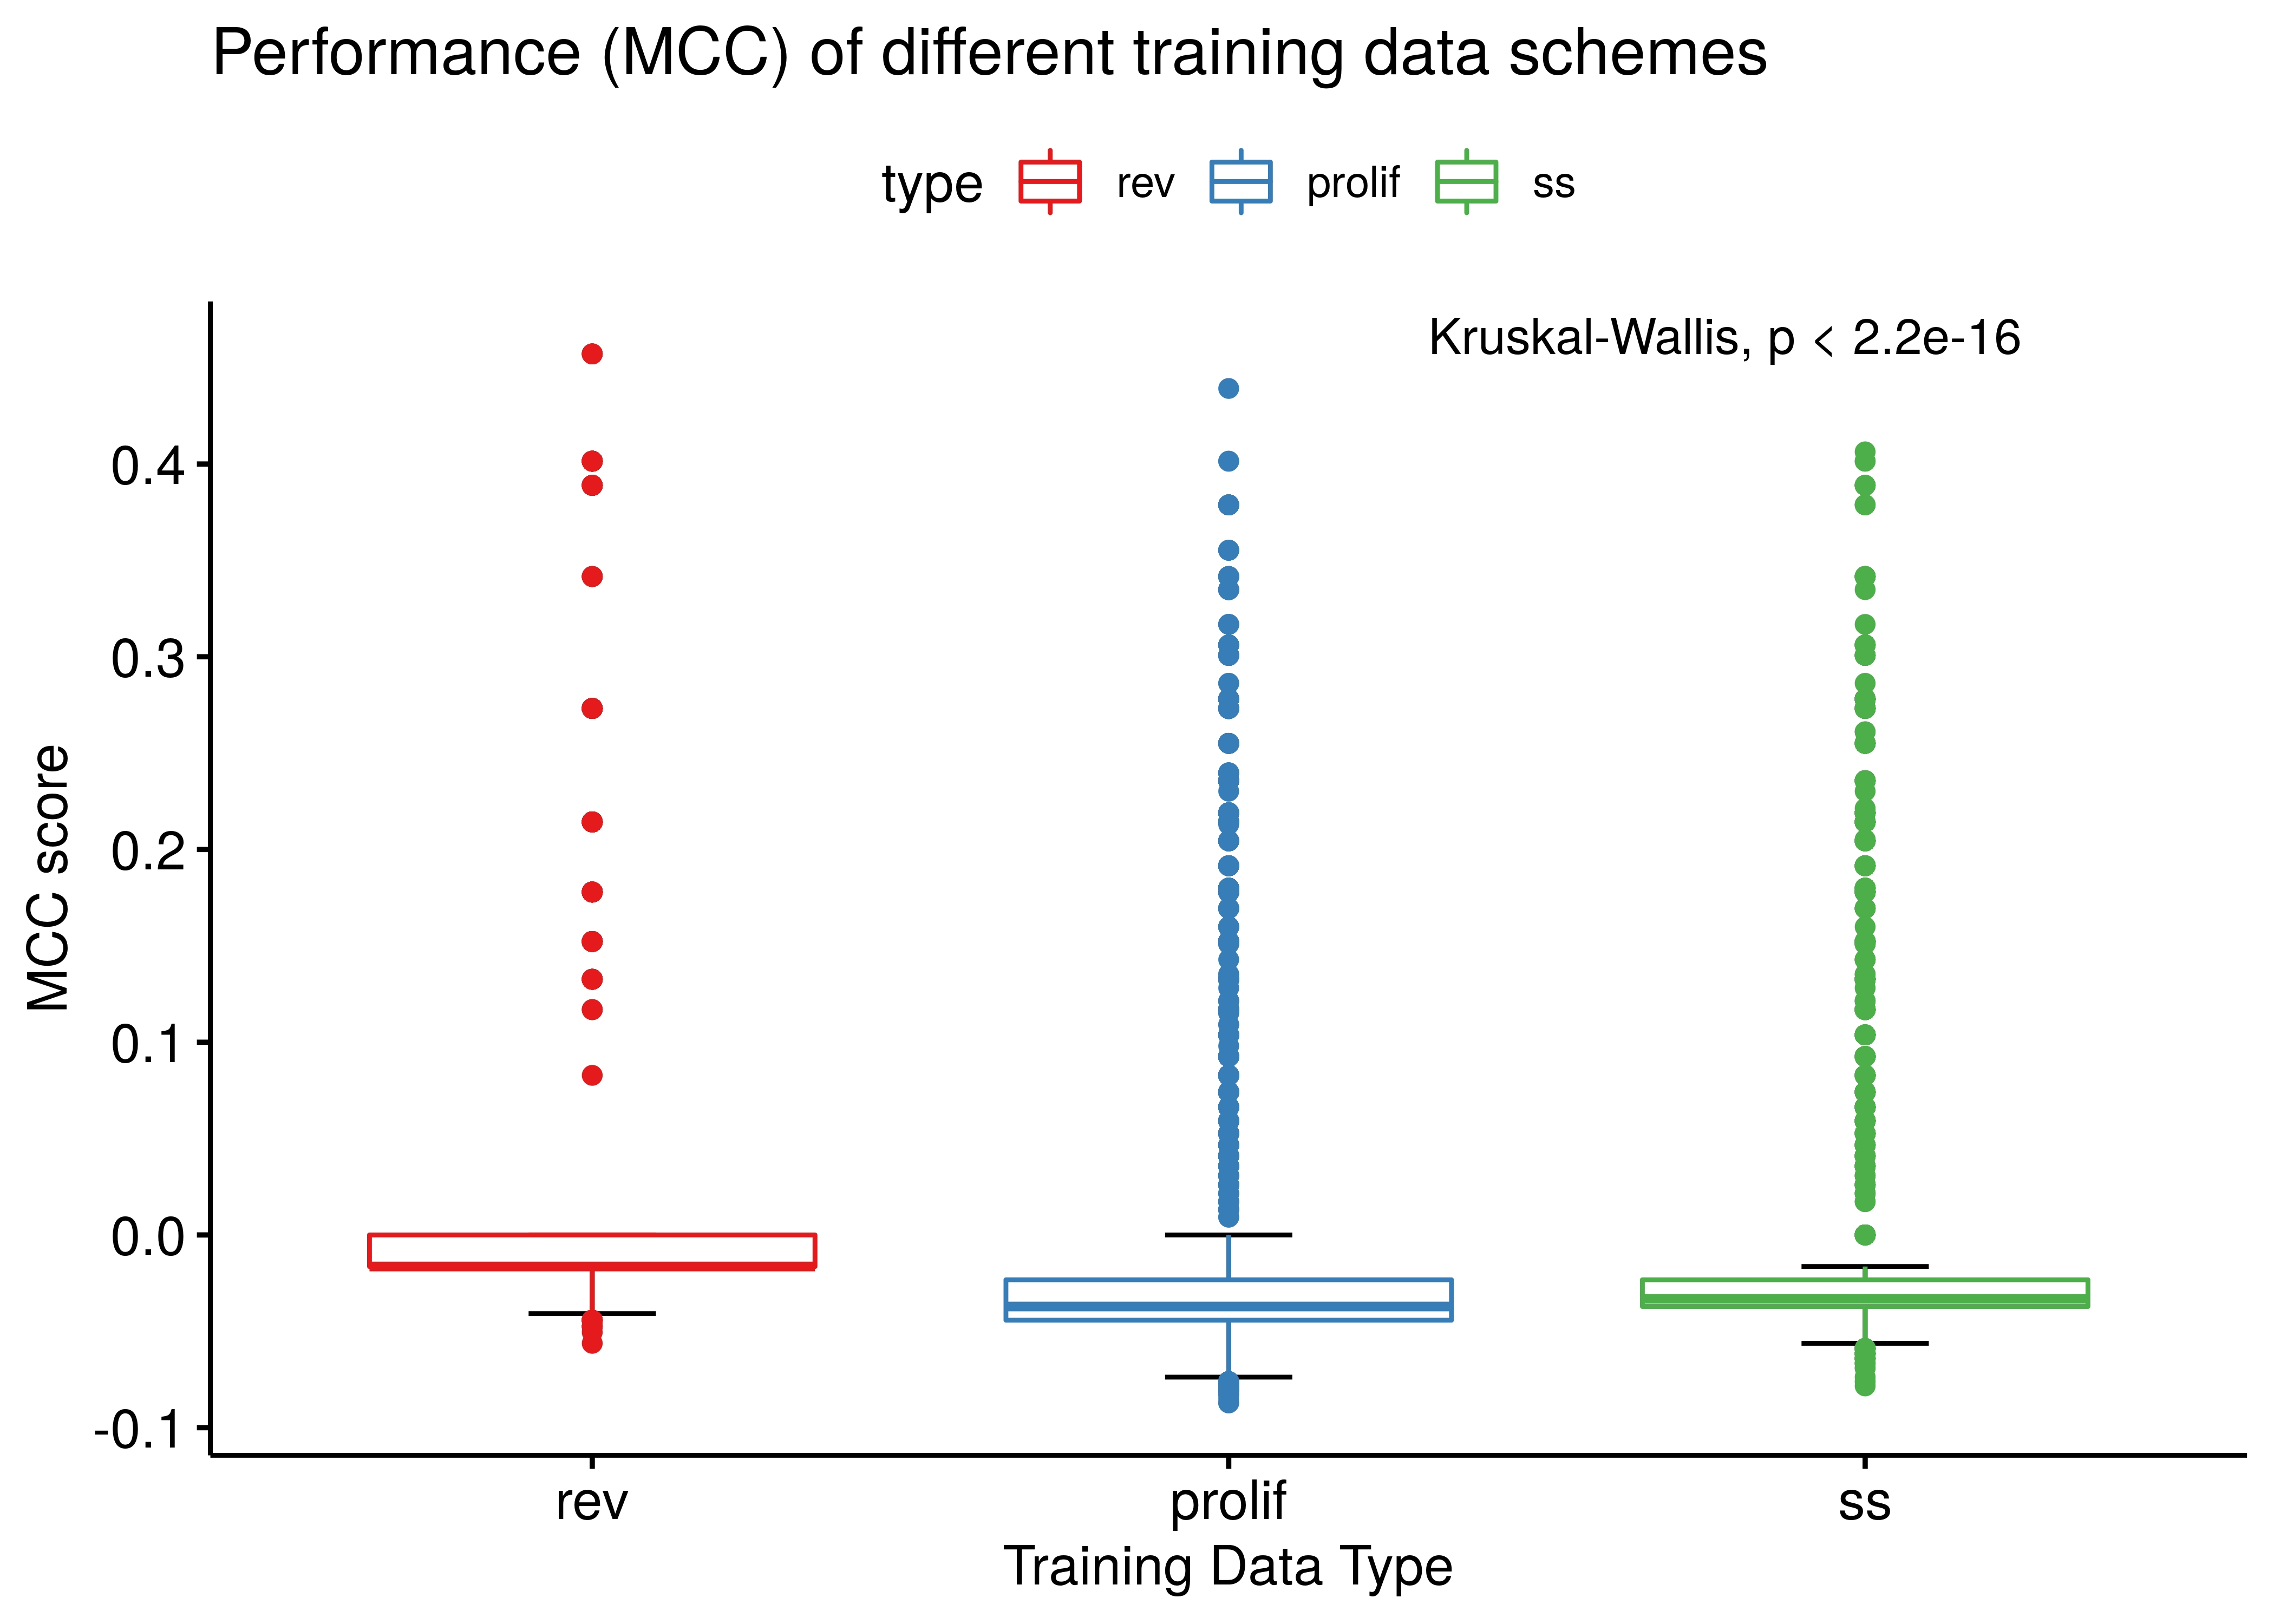 Performance (MCC) of different training data schemes
type rev prolif ss
Kruskal-Wallis, p < 2.2e-16
MCC score
0.4
0.3
0.2
0.1
0.0
-0.1
rev prolif ss
Training Data Type